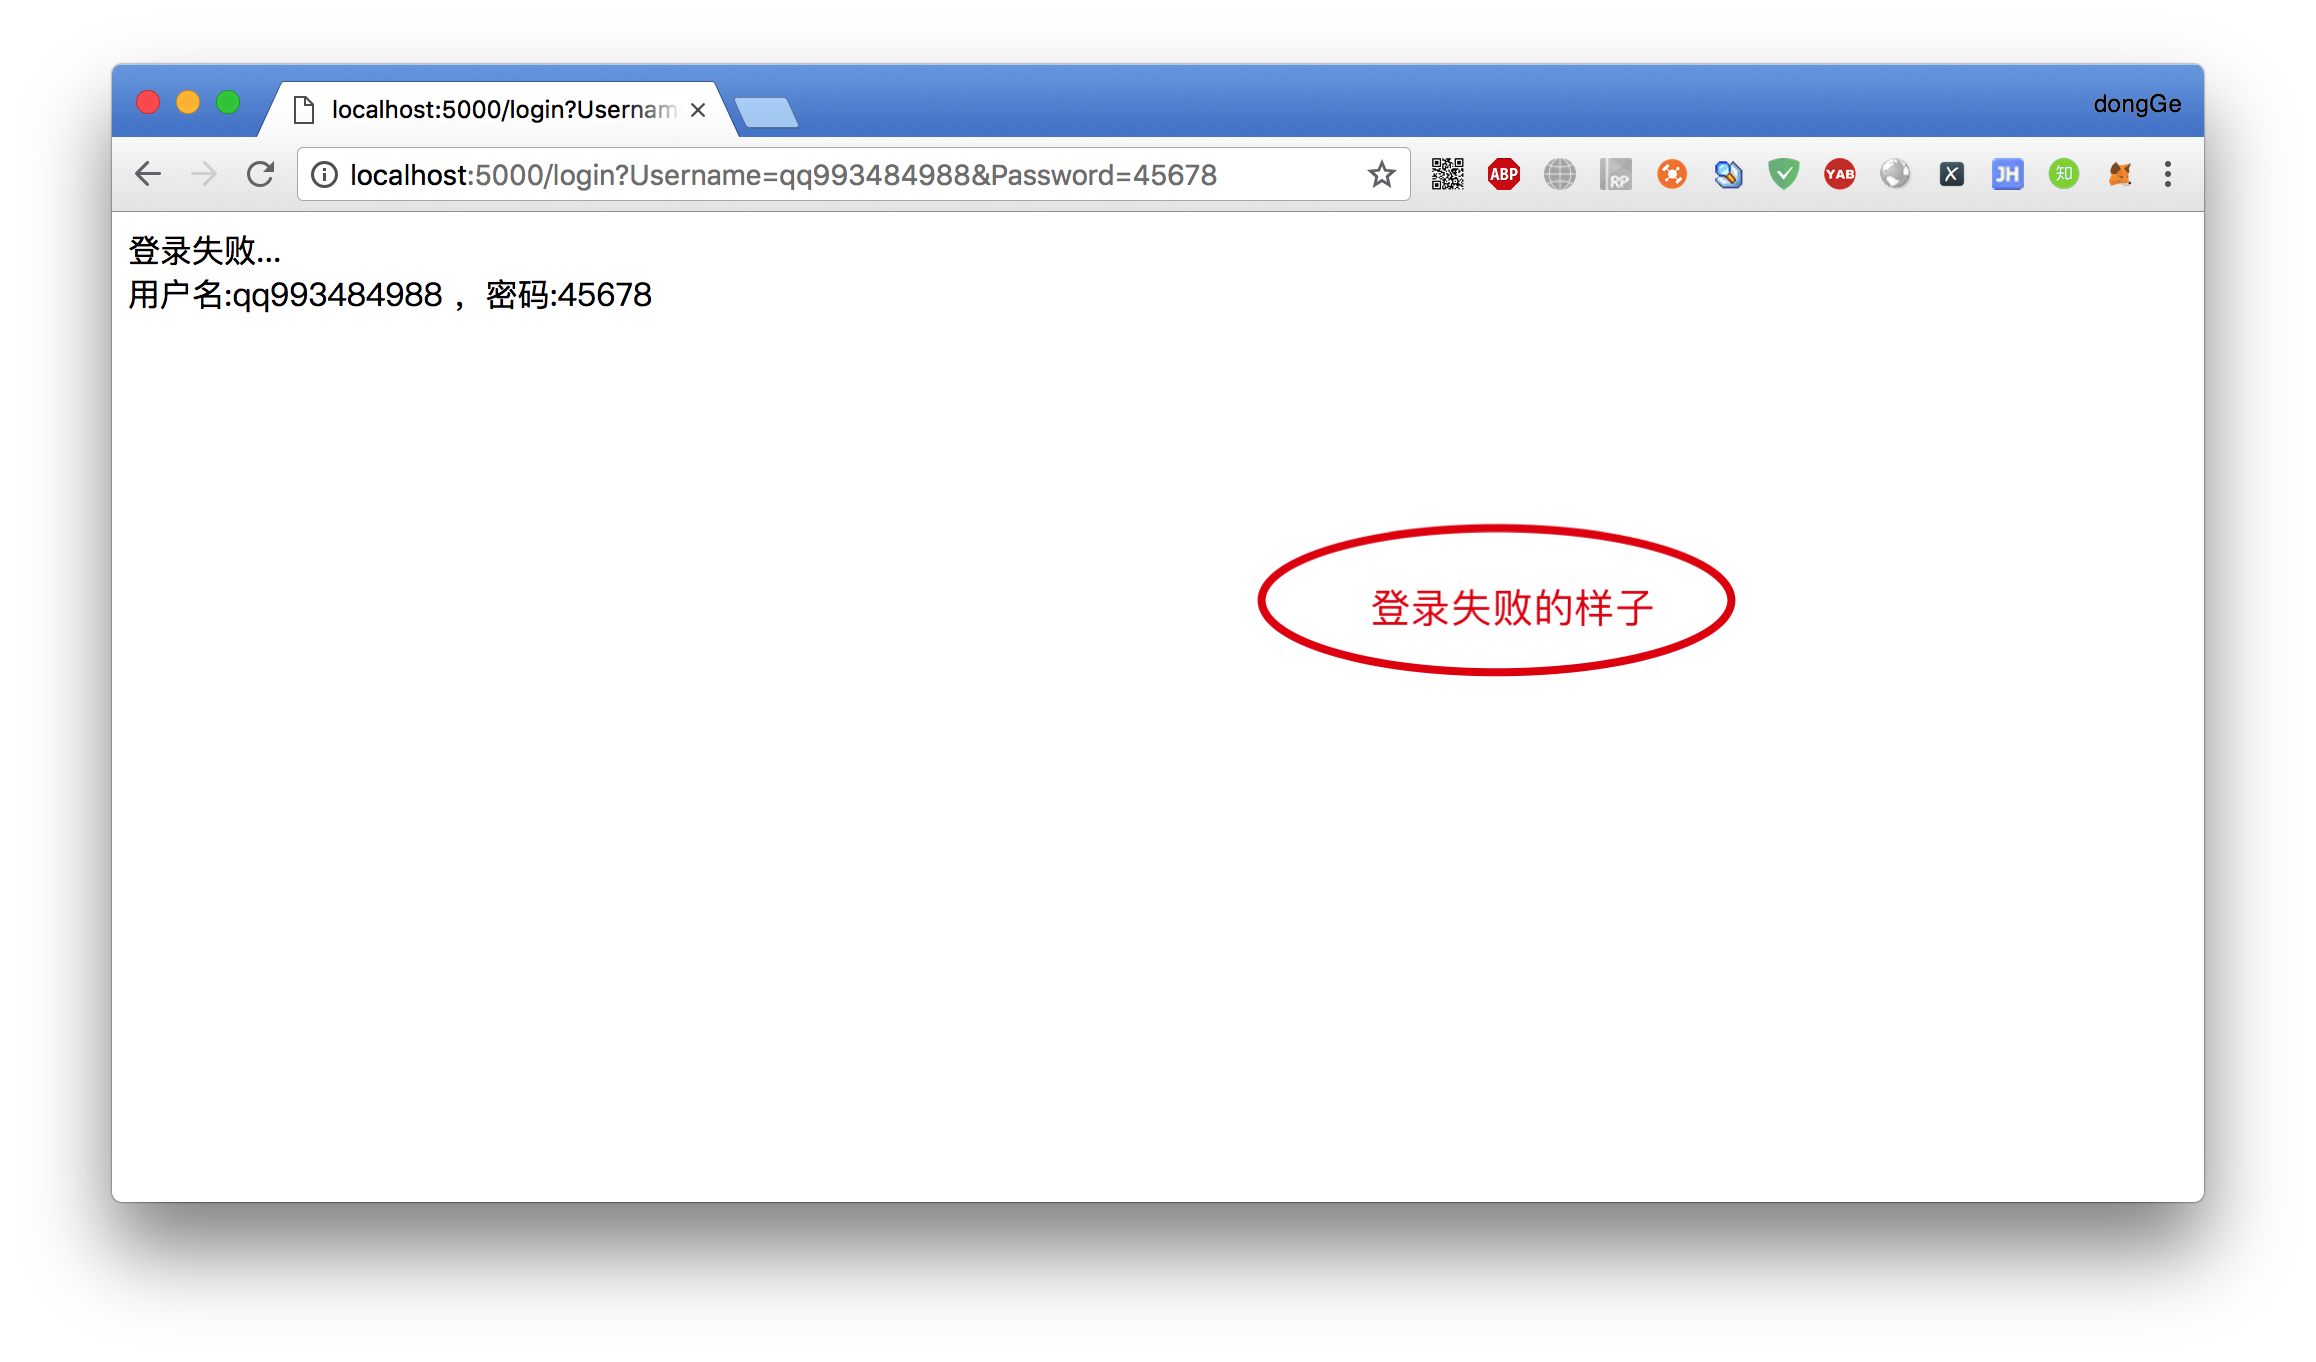 localhost:5000/login?Usernam
dongGe
localhost:5000/login?Username=qq993484988&Password=45678
ABP
RP
YAB
X
JH
知
登录失败...
用户名:qq993484988 ，密码:45678
登录失败的样子